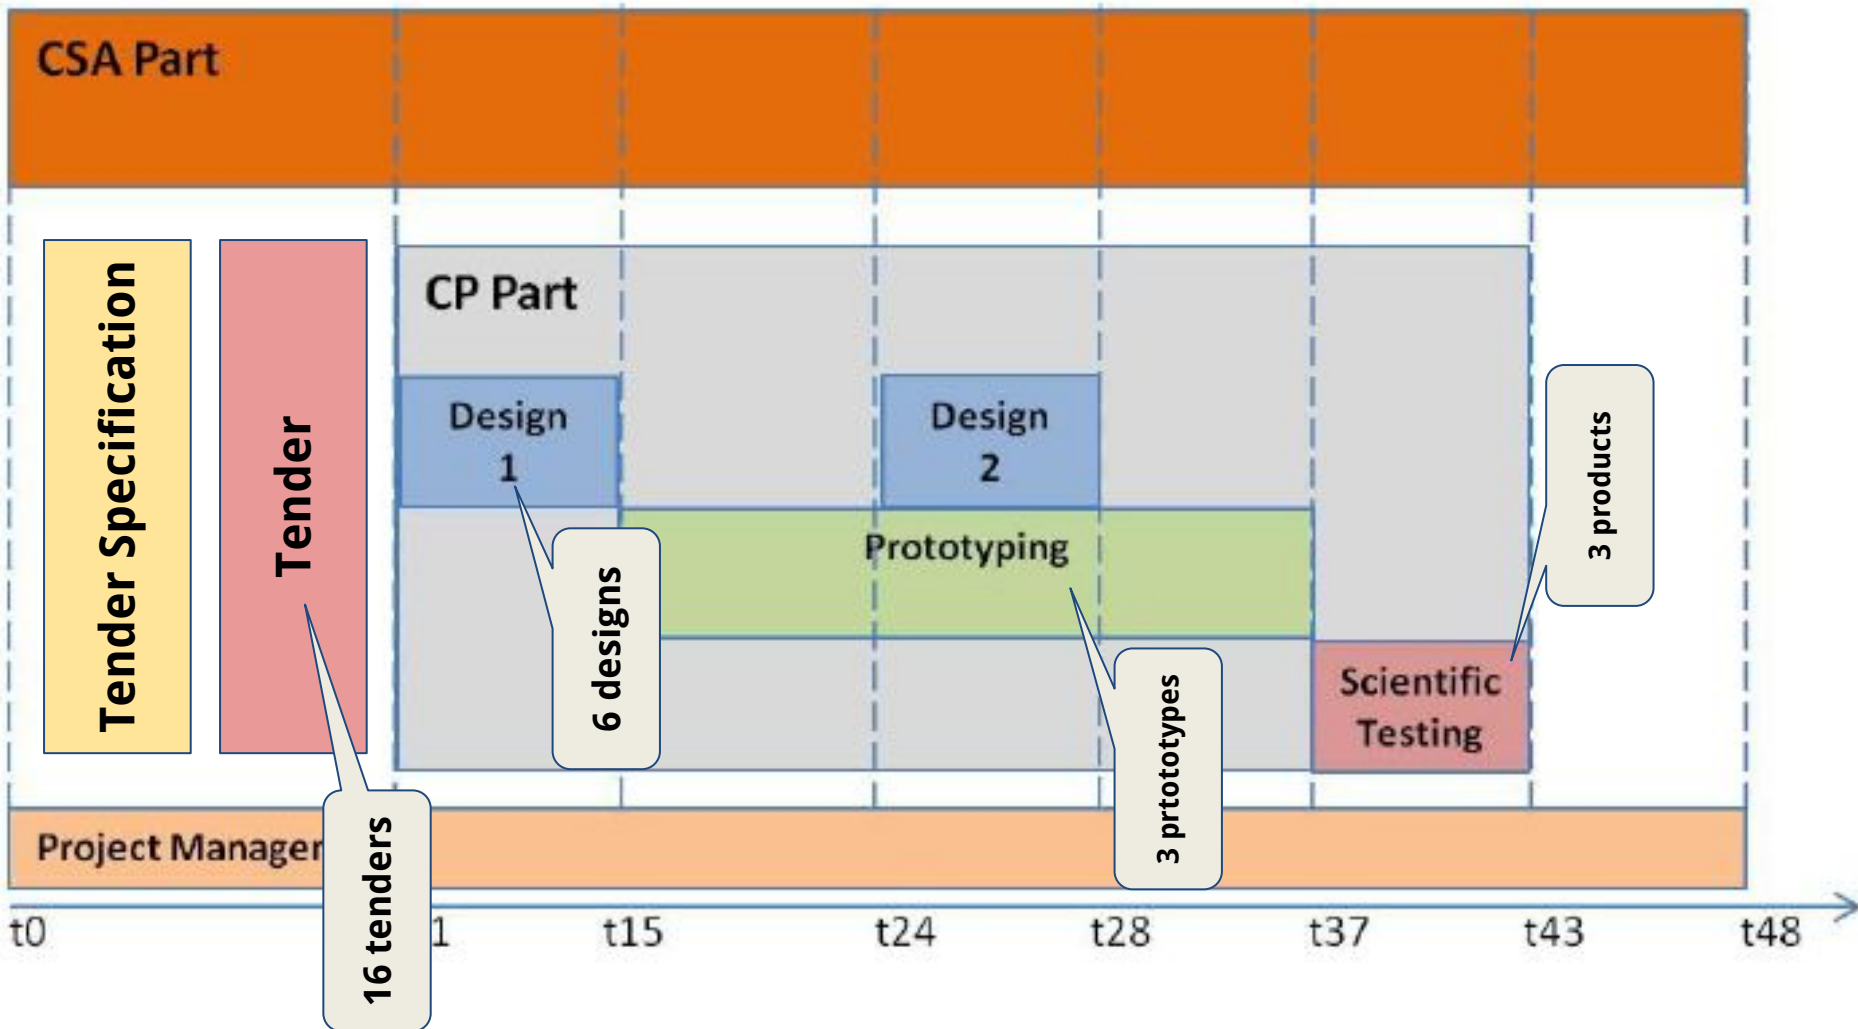 CSA Part
Tender Specification
Tender
CP Part
Design
1
Design
2
3 products
Prototyping
6 designs
3 prtototypes
Scientific
Testing
Project Manager
16 tenders
t0
1
t15
t24
t28
t37
t43
t48